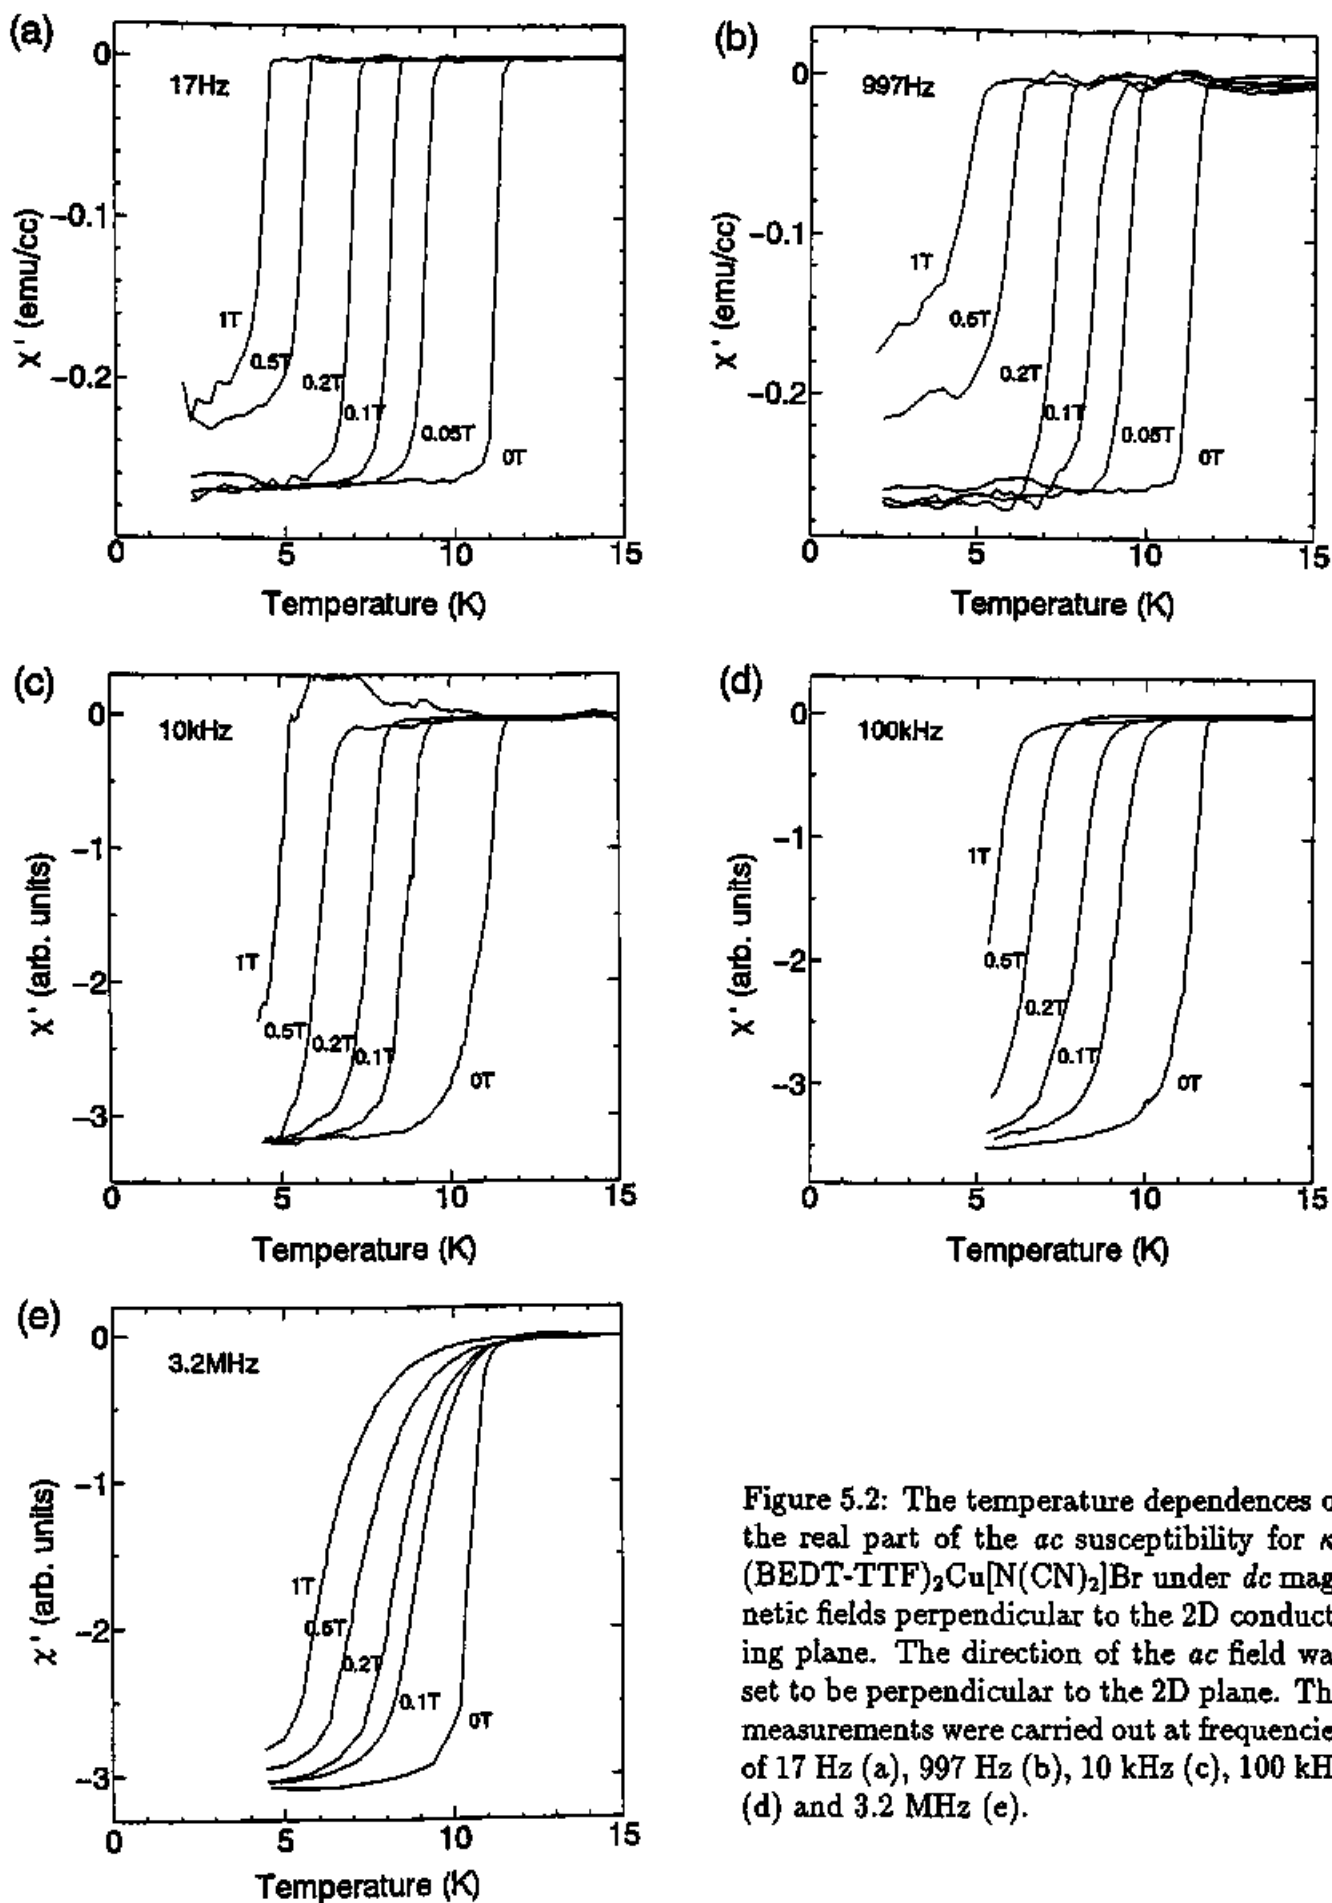 (a)
17Hz
0
−0.1
−0.2
χ ' (emu/cc)
1T
0.5T
0.2T
0.1T
0.05T
0T
0 5 10 15
Temperature (K)
(b)
997Hz
0
−0.1
−0.2
χ ' (emu/cc)
1T
0.5T
0.2T
0.1T
0.05T
0T
0 5 10 15
Temperature (K)
(c)
10kHz
0
−1
−2
−3
χ ' (arb. units)
1T
0.5T
0.2T
0.1T
0T
0 5 10 15
Temperature (K)
(d)
100kHz
0
−1
−2
−3
χ ' (arb. units)
1T
0.5T
0.2T
0.1T
0T
0 5 10 15
Temperature (K)
(e)
3.2MHz
0
−1
−2
−3
χ ' (arb. units)
1T
0.5T
0.2T
0.1T
0T
0 5 10 15
Temperature (K)
Figure 5.2: The temperature dependences o
the real part of the ac susceptibility for κ
(BEDT-TTF)₂Cu[N(CN)₂]Br under dc mag
netic fields perpendicular to the 2D conduct
ing plane. The direction of the ac field wa
set to be perpendicular to the 2D plane. Th
measurements were carried out at frequencie
of 17 Hz (a), 997 Hz (b), 10 kHz (c), 100 kH
(d) and 3.2 MHz (e).